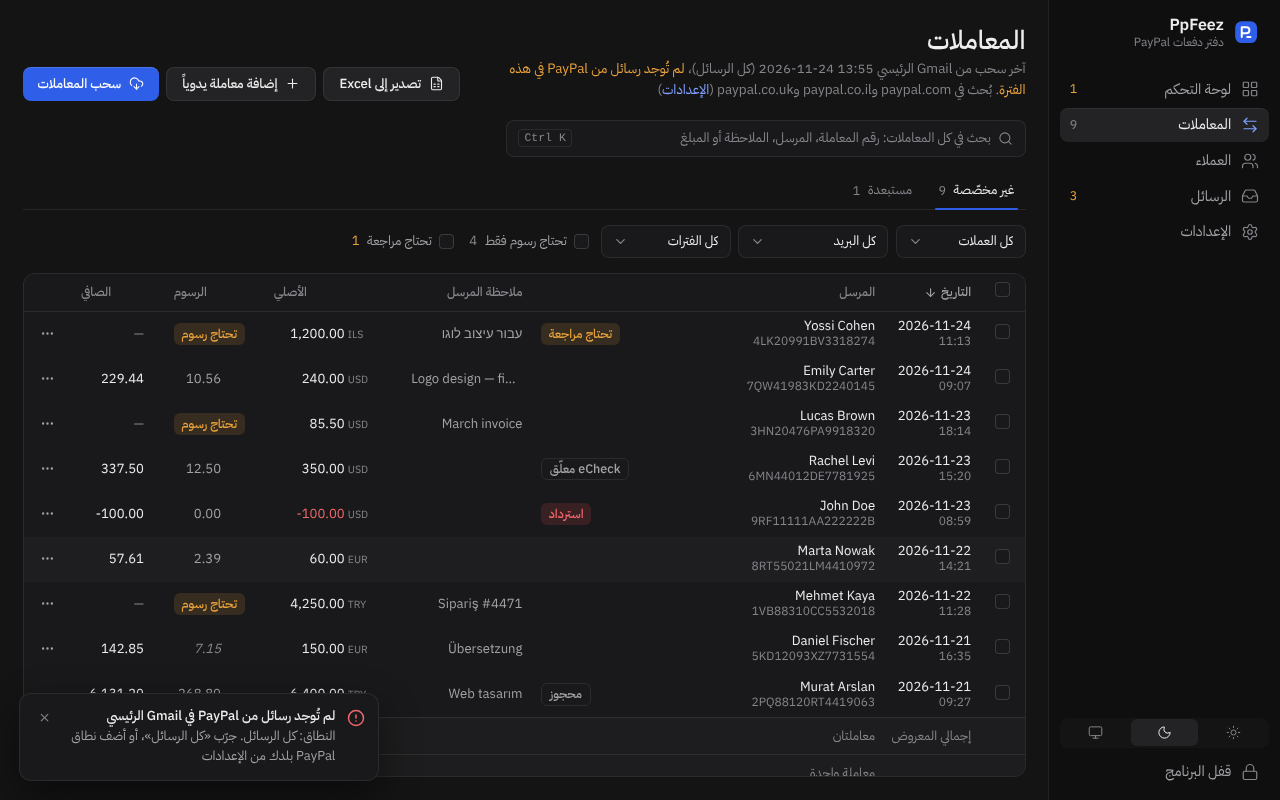 PpFeez
دفتر دفعات PayPal
لوحة التحكم 1
المعاملات 9
العملاء
الرسائل 3
الإعدادات
قفل البرنامج
المعاملات
آخر سحب من Gmail الرئيسي 13:55 2026-11-24 (كل الرسائل)، لم تُوجد رسائل من PayPal في هذه
الفترة. بُحث في paypal.com وpaypal.co.il وpaypal.co.uk (الإعدادات)
تصدير إلى Excel
إضافة معاملة يدوياً
سحب المعاملات
بحث في كل المعاملات: رقم المعاملة، المرسل، الملاحظة أو المبلغ Ctrl K
غير مخصّصة 9 مستبعدة 1
كل العملات كل البريد كل الفترات تحتاج رسوم فقط 4 تحتاج مراجعة 1
التاريخ المرسل ملاحظة المرسل الأصلي الرسوم الصافي
2026-11-24 Yossi Cohen تحتاج مراجعة עבור עיצוב לוגו 1,200.00 ILS تحتاج رسوم —
11:13 4LK20991BV3318274
2026-11-24 Emily Carter Logo design — fi… 240.00 USD 10.56 229.44
09:07 7QW41983KD2240145
2026-11-23 Lucas Brown March invoice 85.50 USD تحتاج رسوم —
18:14 3HN20476PA9918320
2026-11-23 Rachel Levi eCheck معلّق 350.00 USD 12.50 337.50
15:20 6MN44012DE7781925
2026-11-23 John Doe استرداد -100.00 USD 0.00 -100.00
08:59 9RF11111AA222222B
2026-11-22 Marta Nowak 60.00 EUR 2.39 57.61
14:21 8RT55021LM4410972
2026-11-22 Mehmet Kaya Sipariş #4471 4,250.00 TRY تحتاج رسوم —
11:28 1VB88310CC5532018
2026-11-21 Daniel Fischer Übersetzung 150.00 EUR 7.15 142.85
16:35 5KD12093XZ7731554
2026-11-21 Murat Arslan محجوز Web tasarım 6,400.00 TRY 268.80 6,131.20
09:27 2PQ88120RT4419063
إجمالي المعروض معاملتان
معاملة واحدة
لم تُوجد رسائل من PayPal في Gmail الرئيسي
النطاق: كل الرسائل. جرّب «كل الرسائل»، أو أضف نطاق
PayPal بلدك من الإعدادات